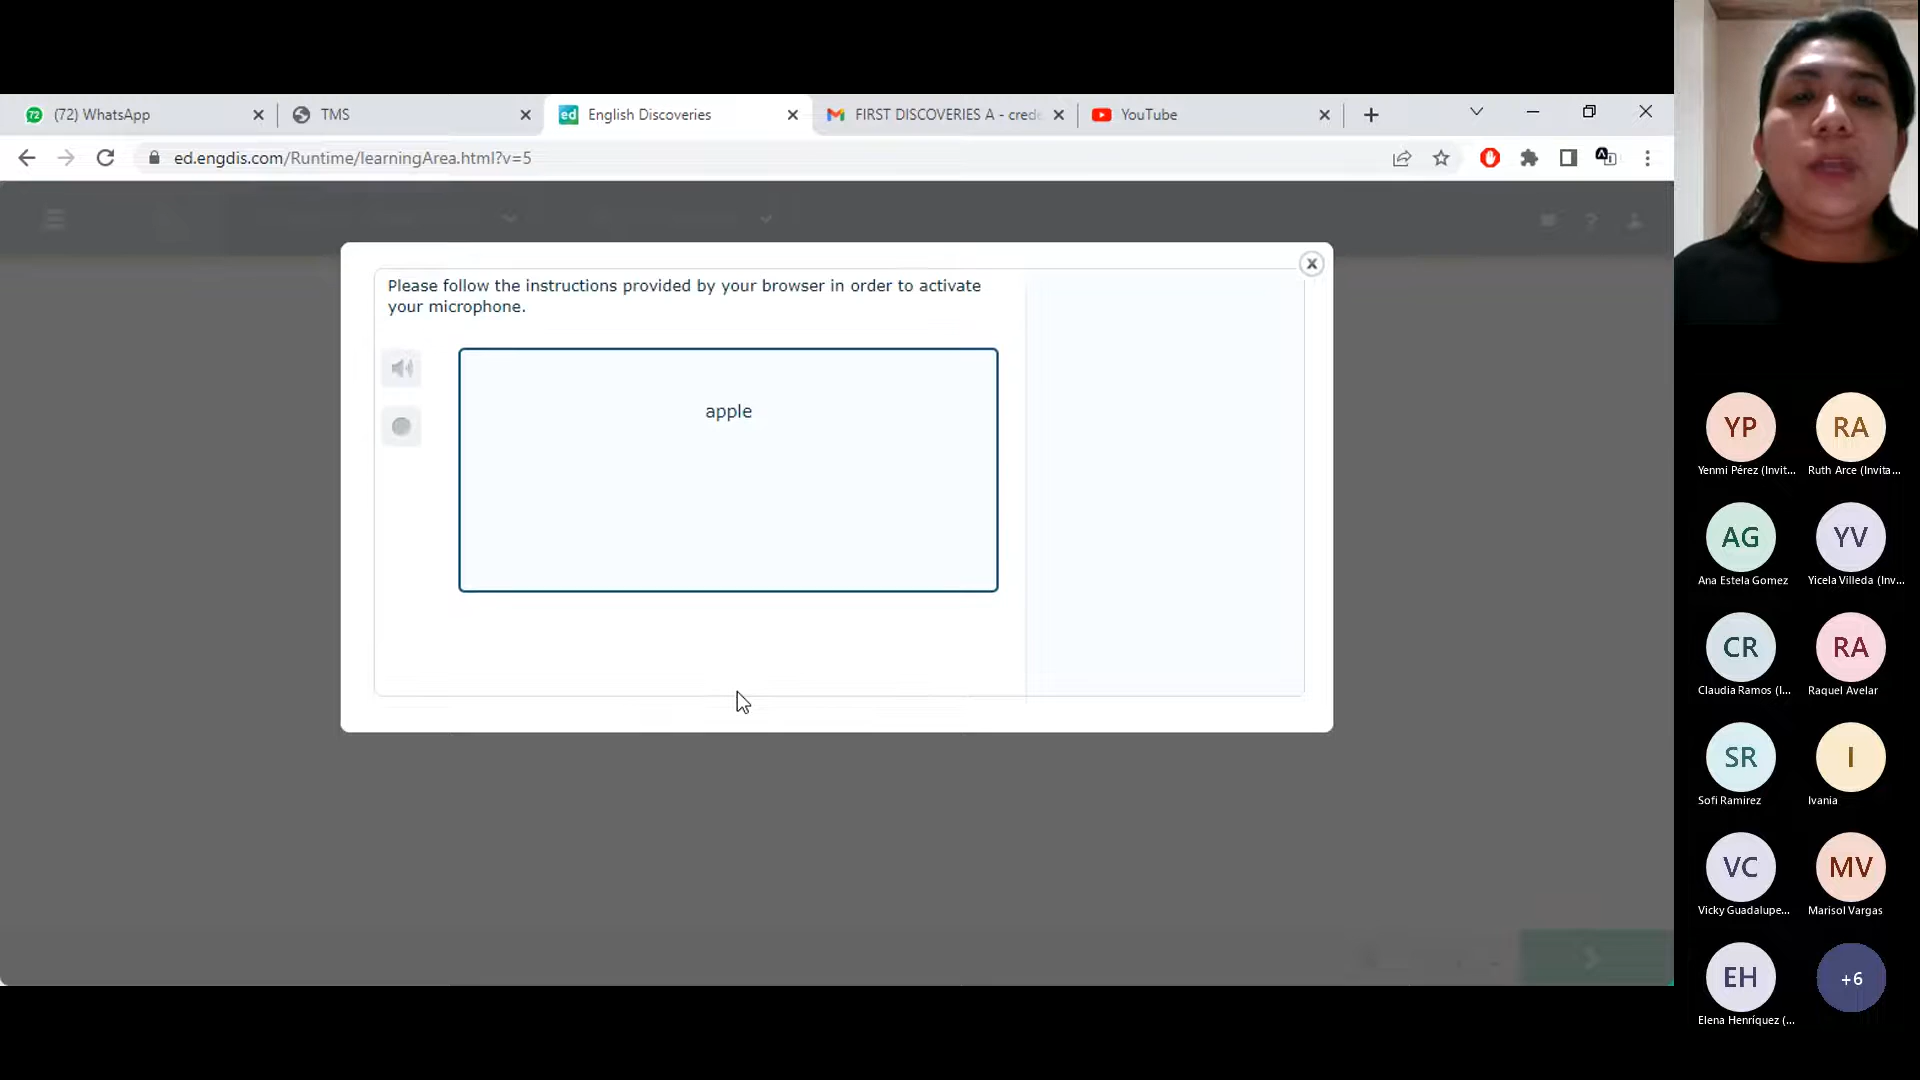 (72) WhatsApp
TMS
ed English Discoveries
FIRST DISCOVERIES A - crede
YouTube
ed.engdis.com/Runtime/learningArea.html?v=5
Please follow the instructions provided by your browser in order to activate
your microphone.
apple
YP
RA
Yenmi Pérez (Invit...
Ruth Arce (Invita...
AG
YV
Ana Estela Gomez
Yicela Villeda (Inv...
CR
RA
Claudia Ramos (I...
Raquel Avelar
SR
I
Sofi Ramirez
Ivania
VC
MV
Vicky Guadalupe...
Marisol Vargas
EH
+6
Elena Henríquez (...